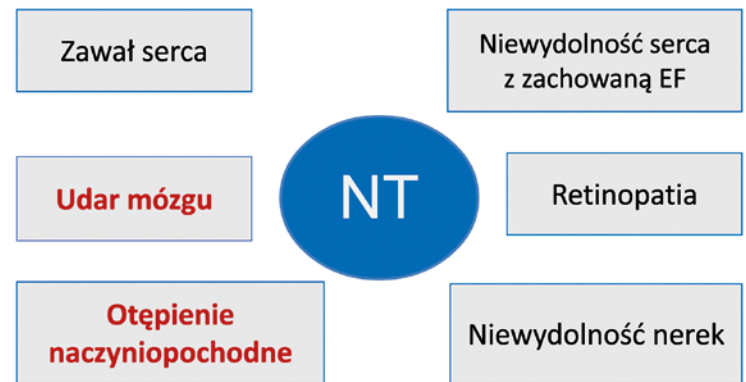 Zawał serca
Niewydolność serca
z zachowaną EF
Udar mózgu
NT
Retinopatia
Otępienie
naczyniopochodne
Niewydolność nerek